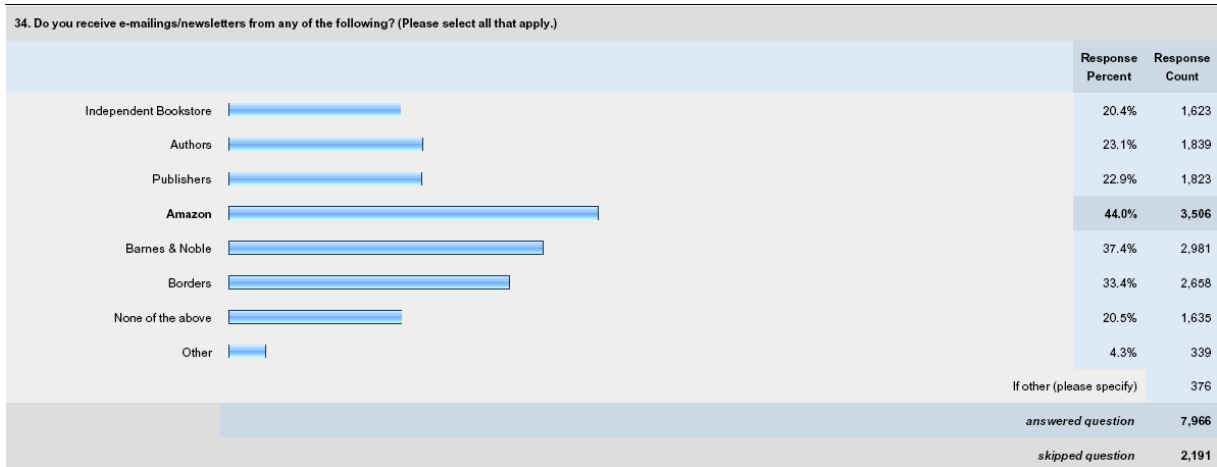 34. Do you receive e-mailings/newsletters from any of the following? (Please select all that apply.)
Response Percent Response Count
Independent Bookstore 20.4% 1,623
Authors 23.1% 1,839
Publishers 22.9% 1,823
Amazon 44.0% 3,506
Barnes & Noble 37.4% 2,981
Borders 33.4% 2,658
None of the above 20.5% 1,635
Other 4.3% 339
If other (please specify) 376
answered question 7,966
skipped question 2,191